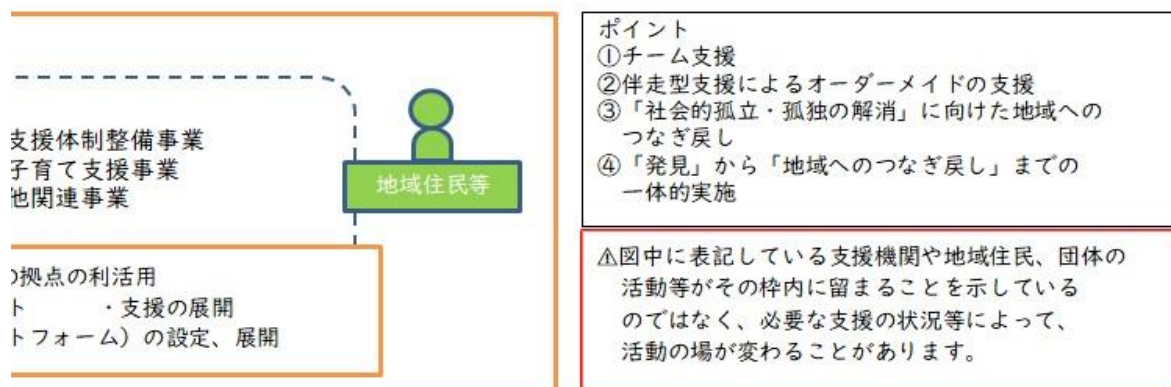 支援体制整備事業
子育て支援事業
他関連事業
地域住民等
の拠点の利活用
ト　　　・支援の展開
トフォーム）の設定、展開
ポイント
①チーム支援
②伴走型支援によるオーダーメイドの支援
③「社会的孤立・孤独の解消」に向けた地域への
つなぎ戻し
④「発見」から「地域へのつなぎ戻し」までの
一体的実施
⚠図中に表記している支援機関や地域住民、団体の
活動等がその枠内に留まることを示している
のではなく、必要な支援の状況等によって、
活動の場が変わることがあります。